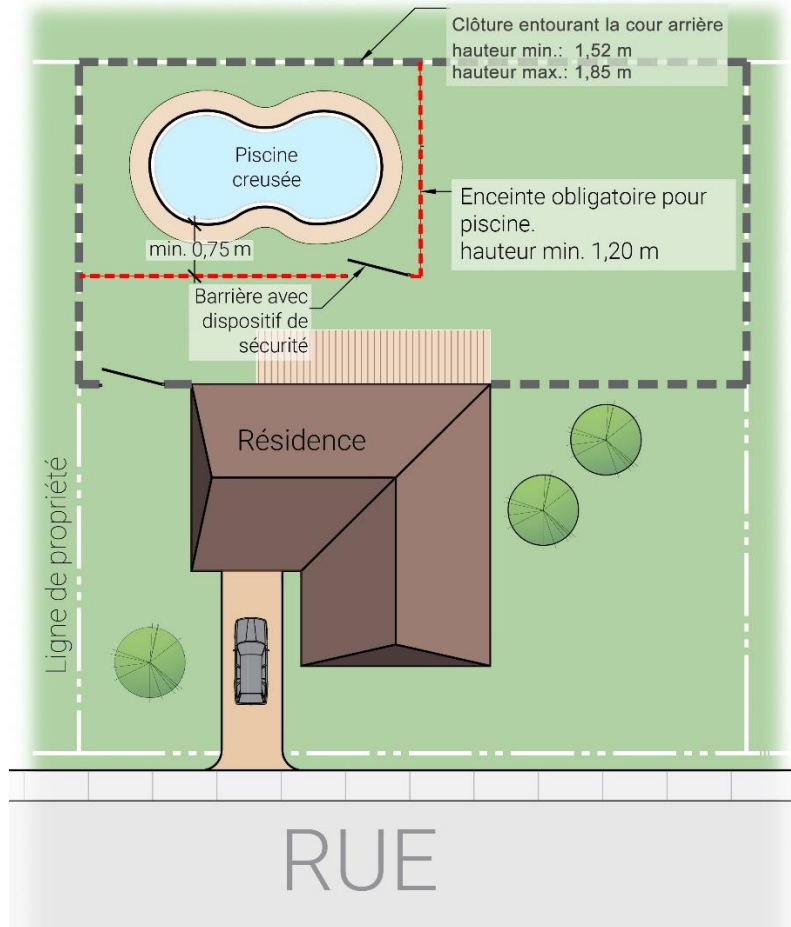 Clôture entourant la cour arrière
hauteur min.: 1,52 m
hauteur max.: 1,85 m
Piscine
creusée
Enceinte obligatoire pour
piscine.
hauteur min. 1,20 m
min. 0,75 m
Barrière avec
dispositif de
sécurité
Résidence
Ligne de propriété
RUE